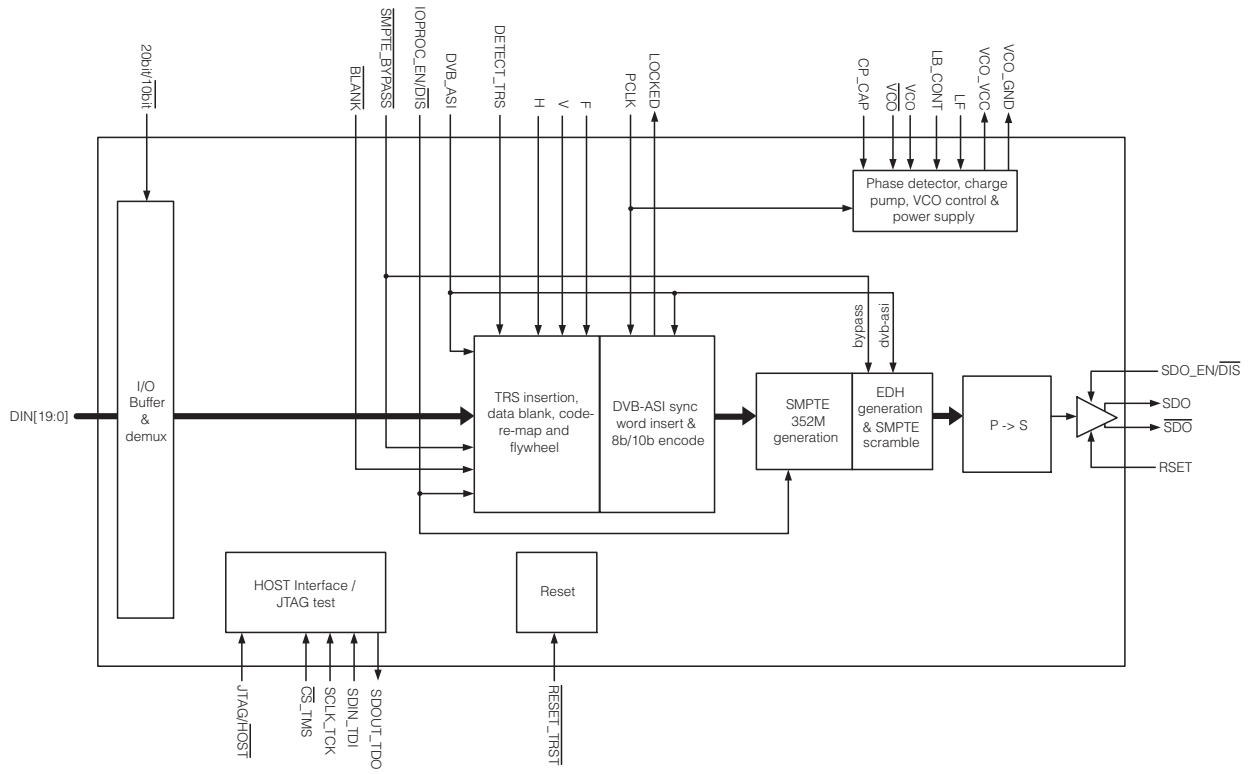 20bit/10bit
BLANK
SMPTE_BYPASS
IOPROC_EN/DIS
DVB_ASI
DETECT_TRS
H
V
F
PCLK
LOCKED
CP_CAP
VCO
VCO
LB_CONT
LF
VCO_VCC
VCO_GND
Phase detector, charge
pump, VCO control &
power supply
bypass
dvb-asi
DIN[19:0]
I/O
Buffer
&
demux
TRS insertion,
data blank, code-
re-map and
flywheel
DVB-ASI sync
word insert &
8b/10b encode
SMPTE
352M
generation
EDH
generation
& SMPTE
scramble
P -> S
SDO_EN/DIS
SDO
SDO
RSET
HOST Interface /
JTAG test
Reset
JTAG/HOST
CS_TMS
SCLK_TCK
SDIN_TDI
SDOUT_TDO
RESET_TRST